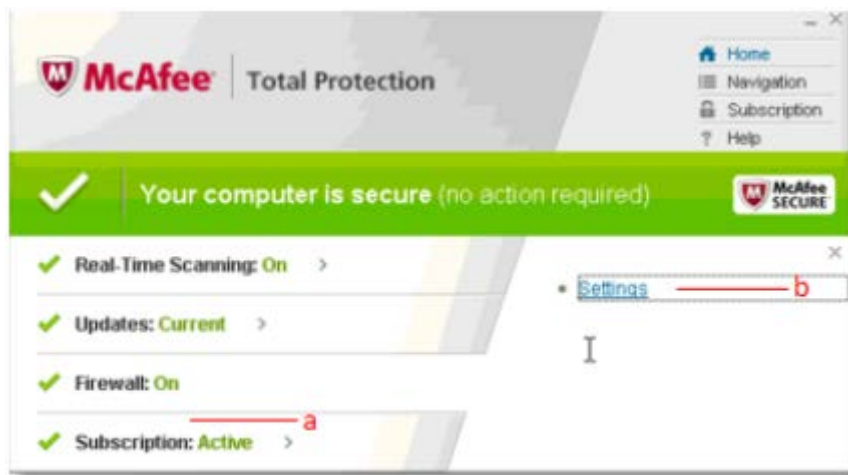 McAfee Total Protection
Home
Navigation
Subscription
? Help
Your computer is secure (no action required)
McAfee SECURE
Real-Time Scanning: On >
Settings b
Updates: Current >
Firewall: On
a
Subscription: Active >